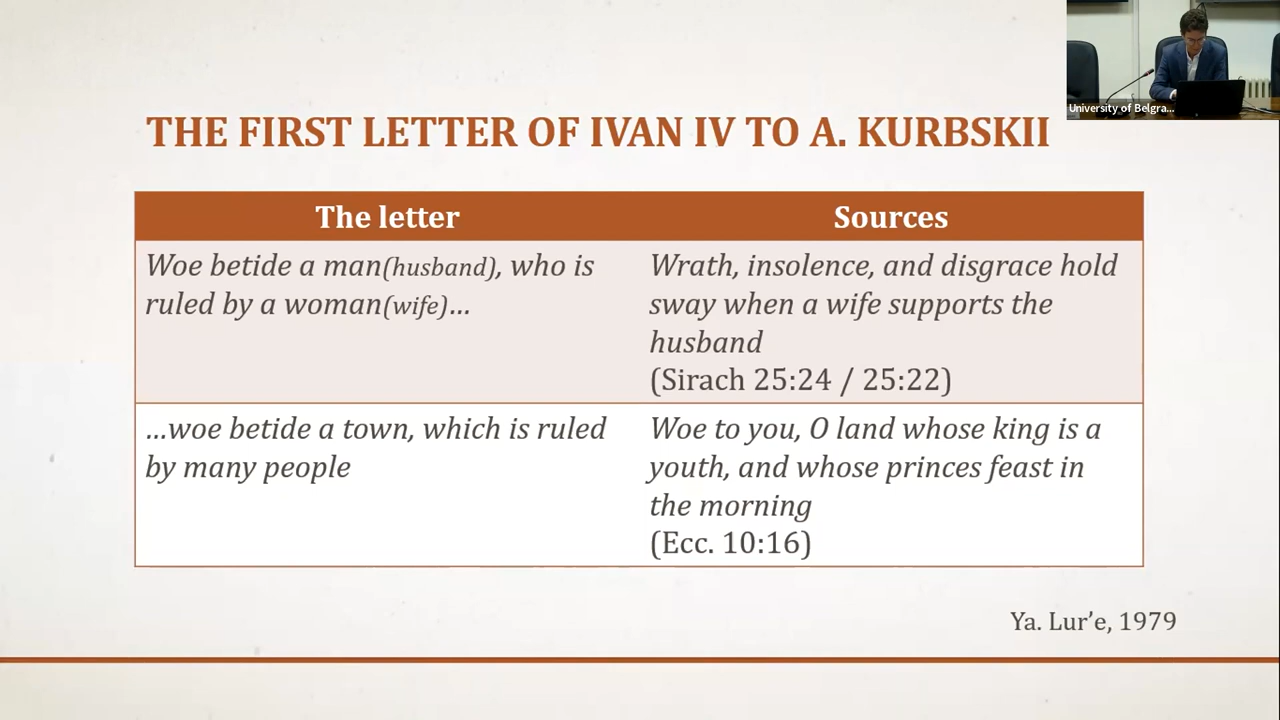 University of Belgra...
THE FIRST LETTER OF IVAN IV TO A. KURBSKII
The letter
Sources
Woe betide a man(husband), who is
ruled by a woman(wife)...
Wrath, insolence, and disgrace hold
sway when a wife supports the
husband
(Sirach 25:24 / 25:22)
...woe betide a town, which is ruled
by many people
Woe to you, O land whose king is a
youth, and whose princes feast in
the morning
(Ecc. 10:16)
Ya. Lur’e, 1979